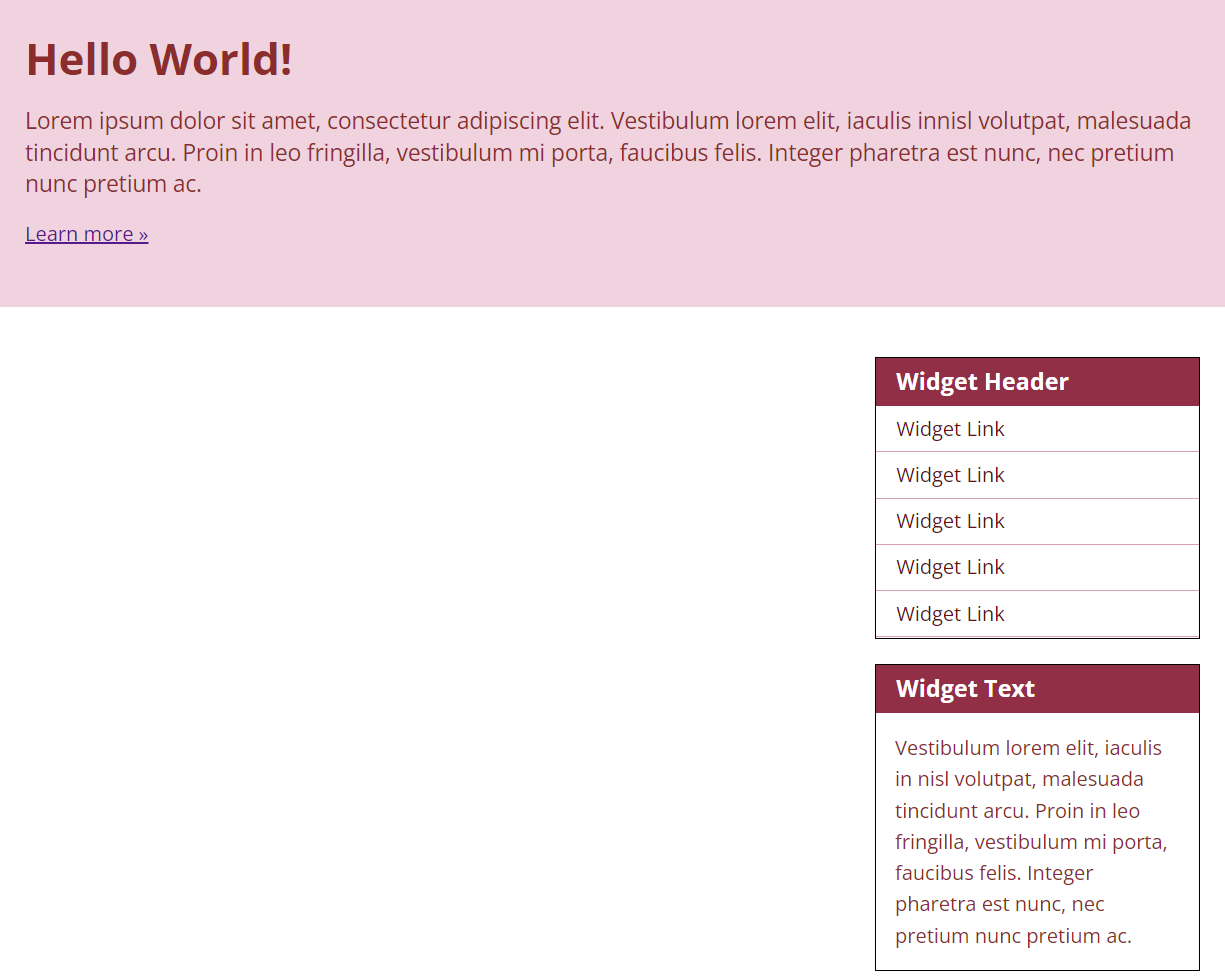 Hello World!
Lorem ipsum dolor sit amet, consectetur adipiscing elit. Vestibulum lorem elit, iaculis innisl volutpat, malesuada
tincidunt arcu. Proin in leo fringilla, vestibulum mi porta, faucibus felis. Integer pharetra est nunc, nec pretium
nunc pretium ac.
Learn more »
Widget Header
Widget Link
Widget Link
Widget Link
Widget Link
Widget Link
Widget Text
Vestibulum lorem elit, iaculis
in nisl volutpat, malesuada
tincidunt arcu. Proin in leo
fringilla, vestibulum mi porta,
faucibus felis. Integer
pharetra est nunc, nec
pretium nunc pretium ac.